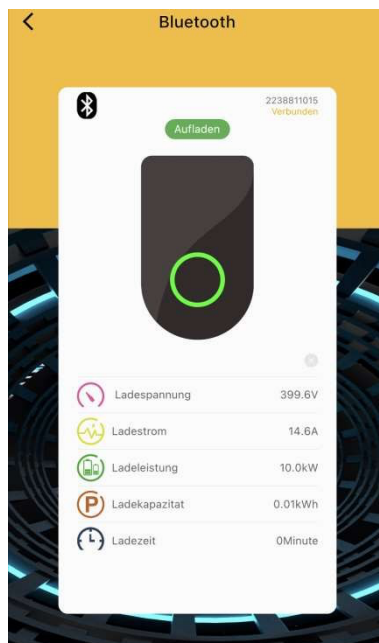 Bluetooth
2238811015
Verbunden
Aufladen
Ladespannung 399.6V
Ladestrom 14.6A
Ladeleistung 10.0kW
P Ladekapazitat 0.01kWh
Ladezeit 0Minute